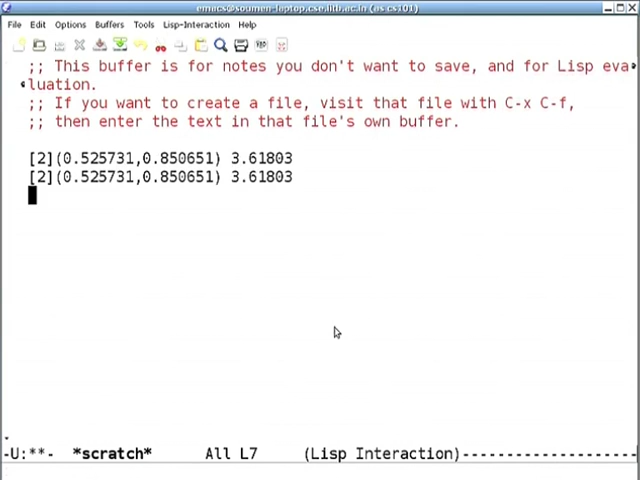 emacs@soumen-laptop.cse.iitb.ac.in (as cs101)
File Edit Options Buffers Tools Lisp-Interaction Help
;; This buffer is for notes you don't want to save, and for Lisp eva
luation.
;; If you want to create a file, visit that file with C-x C-f,
;; then enter the text in that file's own buffer.
[2](0.525731,0.850651) 3.61803
[2](0.525731,0.850651) 3.61803
-U:**- *scratch* All L7 (Lisp Interaction)--------------------